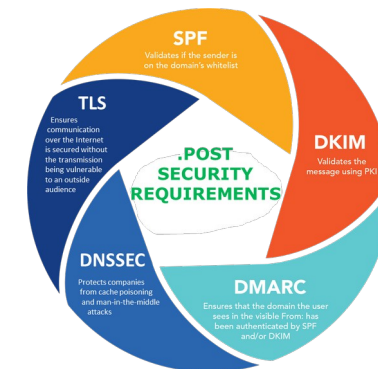 SPF
Validates if the sender is
on the domain's whitelist
DKIM
Validates the
message using PKI
DMARC
Ensures that the domain the user
sees in the visible From: has
been authenticated by SPF
and/or DKIM
DNSSEC
Protects companies
from cache poisoning
and man-in-the-middle
attacks
TLS
Ensures
communication
over the Internet
is secured without
the transmission
being vulnerable
to an outside
audience
.POST
SECURITY
REQUIREMENTS